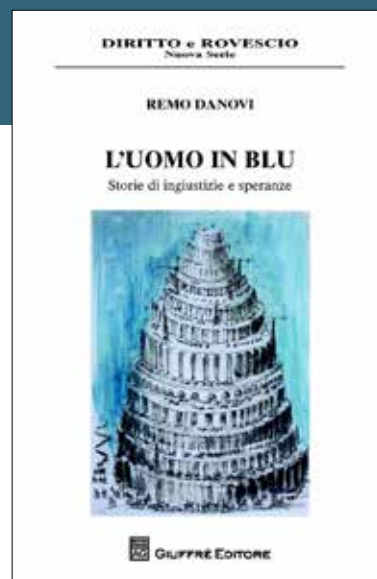 DIRITTO e ROVESCIO
Nuova Serie
REMO DANOVI
L'UOMO IN BLU
Storie di ingiustizie e speranze
GIUFFRÈ EDITORE